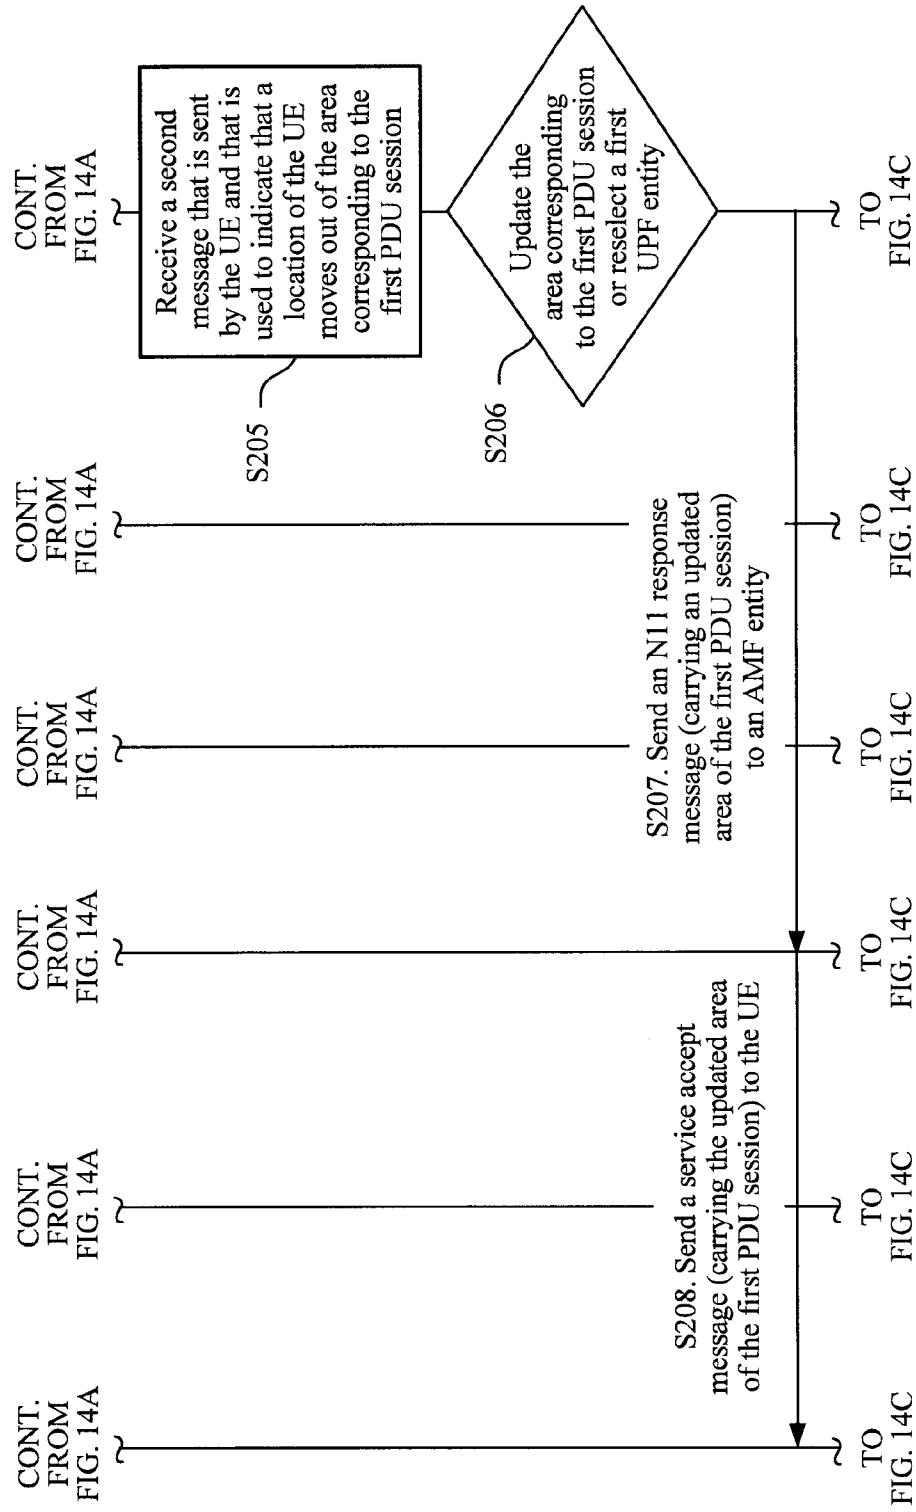 CONT.
FROM
FIG. 14A
CONT.
FROM
FIG. 14A
CONT.
FROM
FIG. 14A
CONT.
FROM
FIG. 14A
CONT.
FROM
FIG. 14A
CONT.
FROM
FIG. 14A
S205
Receive a second
message that is sent
by the UE and that is
used to indicate that a
location of the UE
moves out of the area
corresponding to the
first PDU session
S206
Update the
area corresponding
to the first PDU session
or reselect a first
UPF entity
S207. Send an N11 response
message (carrying an updated
area of the first PDU session)
to an AMF entity
S208. Send a service accept
message (carrying the updated area
of the first PDU session) to the UE
TO
FIG. 14C
TO
FIG. 14C
TO
FIG. 14C
TO
FIG. 14C
TO
FIG. 14C
TO
FIG. 14C